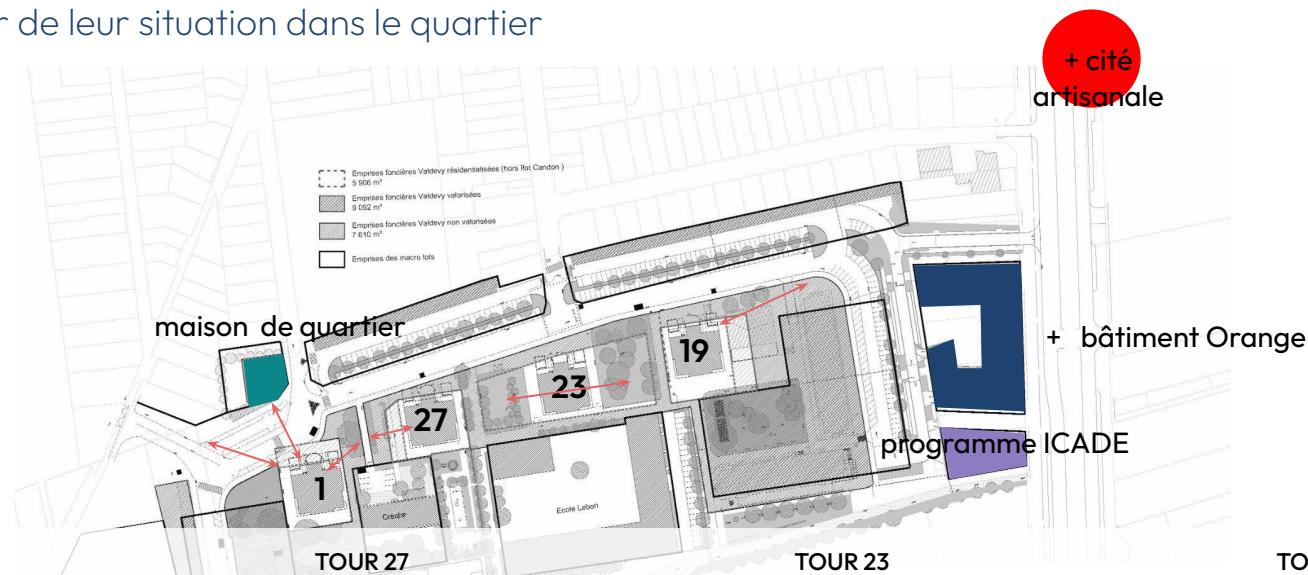 r de leur situation dans le quartier
+ cité
artisanale
Emprises foncières Valdevy résidentialisées (hors îlot Candon )
5 906 m²
Emprises foncières Valdevy valorisées
9 092 m²
Emprises foncières Valdevy non valorisées
7 610 m²
Emprises des macro lots
maison de quartier
19
+ bâtiment Orange
23
27
programme ICADE
1
Crèche
Ecole Lebon
TOUR 27
TOUR 23
TO